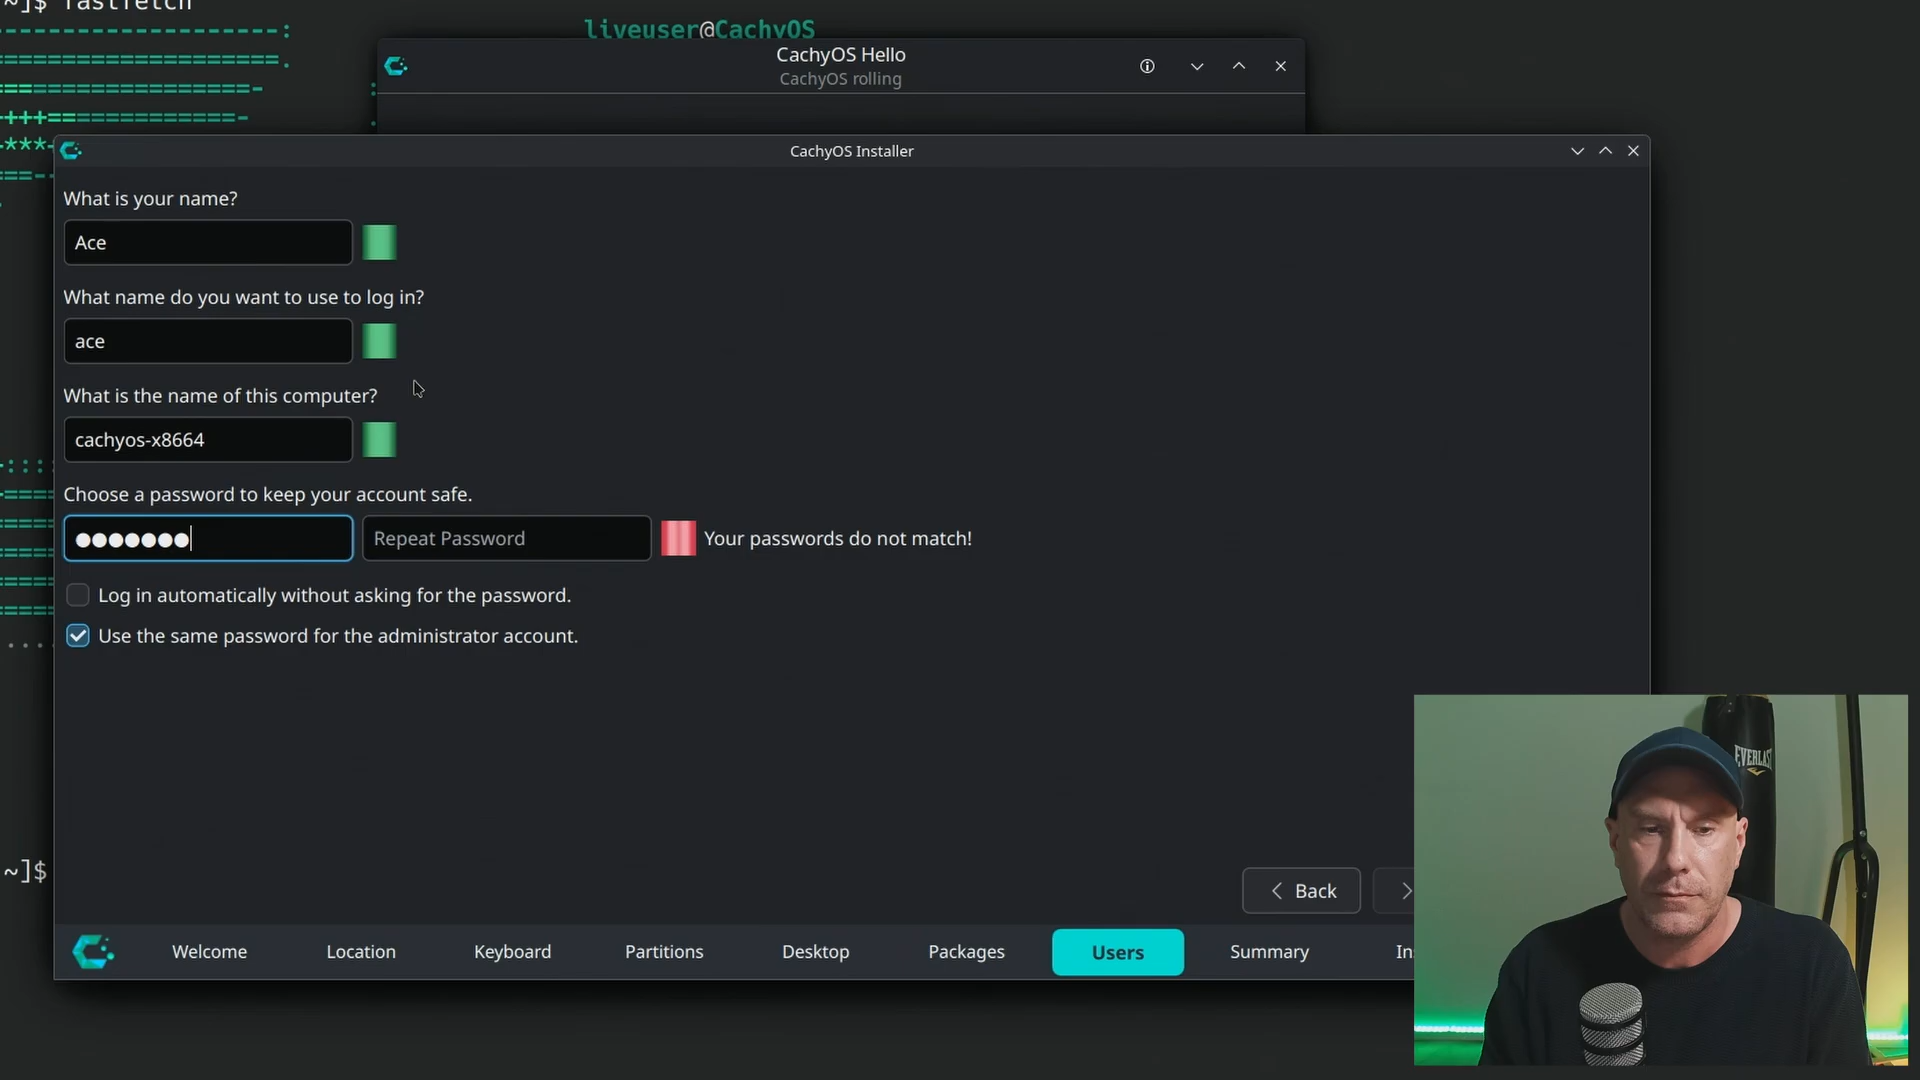 ~]$ fastfetch
liveuser@CachyOS
CachyOS Hello
CachyOS rolling
CachyOS Installer
What is your name?
Ace
What name do you want to use to log in?
ace
What is the name of this computer?
cachyos-x8664
Choose a password to keep your account safe.
●●●●●●●
Repeat Password
Your passwords do not match!
Log in automatically without asking for the password.
Use the same password for the administrator account.
~]$
Back
Welcome
Location
Keyboard
Partitions
Desktop
Packages
Users
Summary
EVERLAST